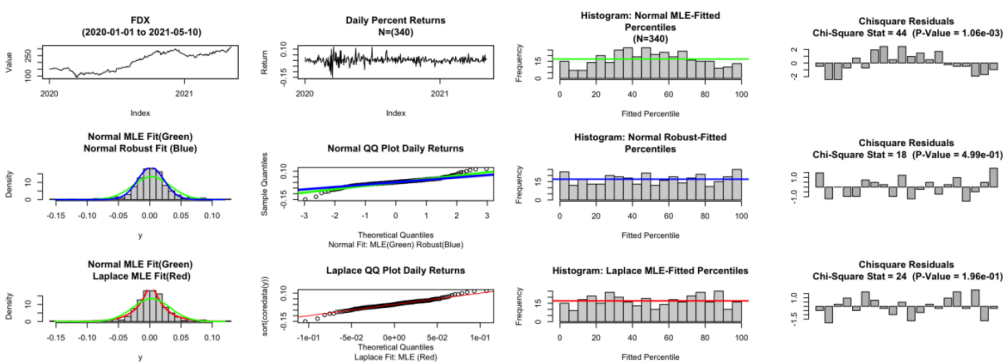 FDX
(2020-01-01 to 2021-05-10)
Value
100 250
2020 2021
Index
Daily Percent Returns
N=(340)
Return
-0.15 0.10
2020 2021
Index
Histogram: Normal MLE-Fitted
Percentiles
(N=340)
Frequency
0 15
0 20 40 60 80 100
Fitted Percentile
Chisquare Residuals
Chi-Square Stat = 44 (P-Value = 1.06e-03)
-2 0 2
Normal MLE Fit(Green)
Normal Robust Fit (Blue)
Density
0 10
-0.15 -0.10 -0.05 0.00 0.05 0.10
y
Normal QQ Plot Daily Returns
Sample Quantiles
-0.15 0.10
-3 -2 -1 0 1 2 3
Theoretical Quantiles
Normal Fit: MLE(Green) Robust(Blue)
Histogram: Normal Robust-Fitted
Percentiles
Frequency
0 15
0 20 40 60 80 100
Fitted Percentile
Chisquare Residuals
Chi-Square Stat = 18 (P-Value = 4.99e-01)
-1.0 1.0
Normal MLE Fit(Green)
Laplace MLE Fit(Red)
Density
0 10
-0.15 -0.10 -0.05 0.00 0.05 0.10
y
Laplace QQ Plot Daily Returns
sort(coredata(y))
-0.15 0.10
-1e-01 -5e-02 0e+00 5e-02 1e-01
Theoretical Quantiles
Laplace Fit: MLE (Red)
Histogram: Laplace MLE-Fitted Percentiles
Frequency
0 15
0 20 40 60 80 100
Fitted Percentile
Chisquare Residuals
Chi-Square Stat = 24 (P-Value = 1.96e-01)
-1.5